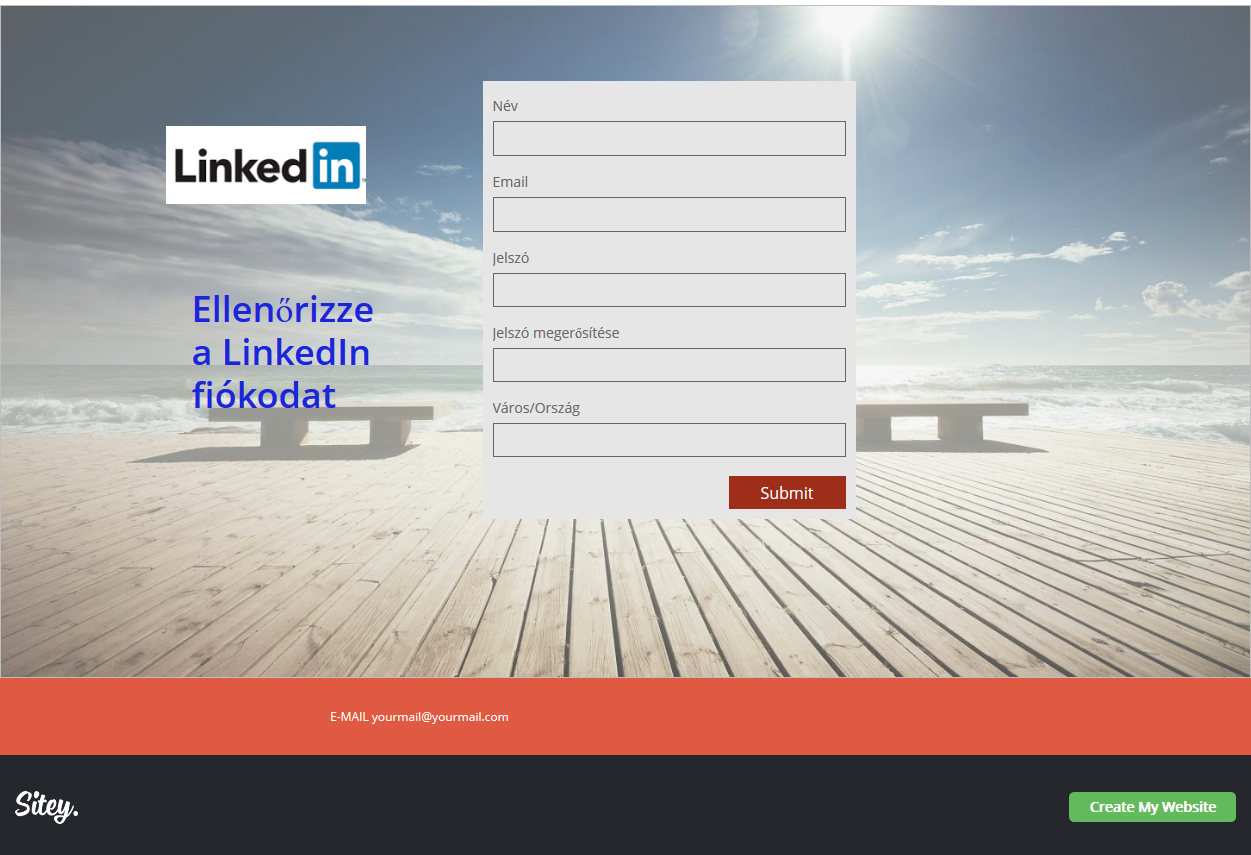 Linked in
Ellenőrizze
a LinkedIn
fiókodat
Név
Email
Jelszó
Jelszó megerősítése
Város/Ország
Submit
E-MAIL yourmail@yourmail.com
Sitey.
Create My Website